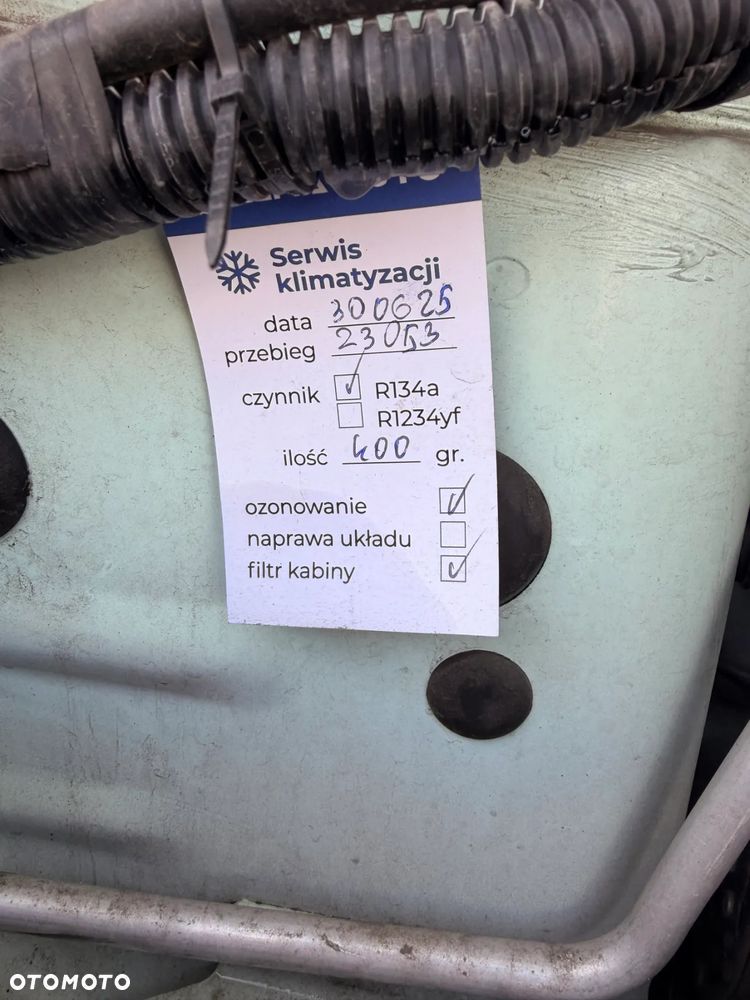 Serwis
klimatyzacji
data 300625
przebieg 23053
czynnik R134a
R1234yf
ilość 400 gr.
ozonowanie
naprawa układu
filtr kabiny
OTOMOTO